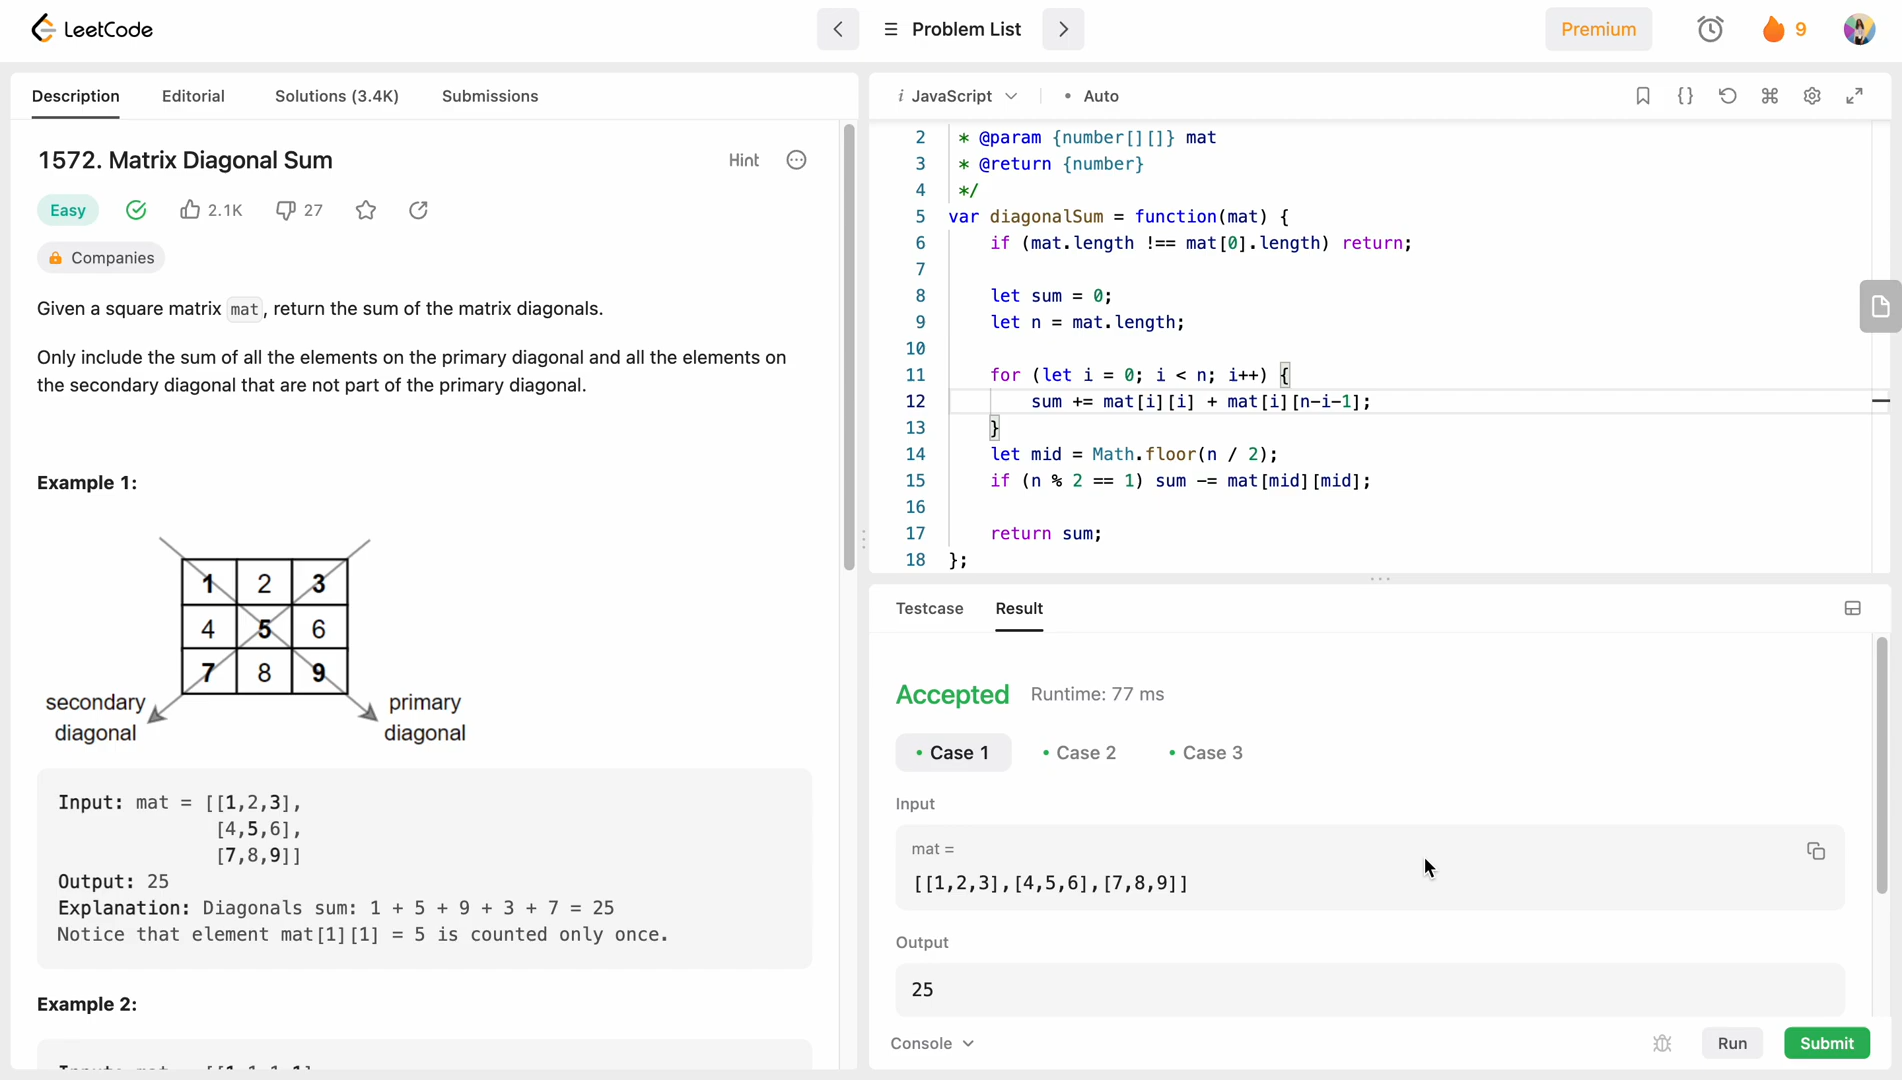 LeetCode
Problem List
Premium
9
Description
Editorial
Solutions (3.4K)
Submissions
1572. Matrix Diagonal Sum
Hint
Easy
2.1K
27
Companies
Given a square matrix mat, return the sum of the matrix diagonals.
Only include the sum of all the elements on the primary diagonal and all the elements on
the secondary diagonal that are not part of the primary diagonal.
Example 1:
1 2 3
4 5 6
7 8 9
secondary
diagonal
primary
diagonal
Input: mat = [[1,2,3],
[4,5,6],
[7,8,9]]
Output: 25
Explanation: Diagonals sum: 1 + 5 + 9 + 3 + 7 = 25
Notice that element mat[1][1] = 5 is counted only once.
Example 2:
i JavaScript
• Auto
2 * @param {number[][]} mat
3 * @return {number}
4 */
5 var diagonalSum = function(mat) {
6 if (mat.length !== mat[0].length) return;
7
8 let sum = 0;
9 let n = mat.length;
10
11 for (let i = 0; i < n; i++) {
12 sum += mat[i][i] + mat[i][n-i-1];
13 }
14 let mid = Math.floor(n / 2);
15 if (n % 2 == 1) sum -= mat[mid][mid];
16
17 return sum;
18 };
Testcase
Result
Accepted
Runtime: 77 ms
• Case 1
• Case 2
• Case 3
Input
mat =
[[1,2,3],[4,5,6],[7,8,9]]
Output
25
Console
Run
Submit